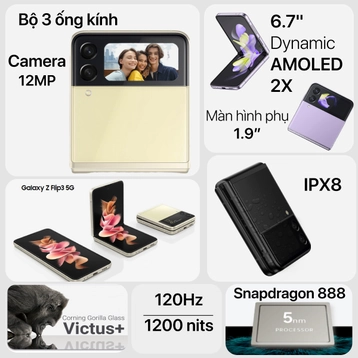 Bộ 3 ống kính
Camera
12MP
6.7"
Dynamic
AMOLED
2X
Màn hình phụ
1.9"
Galaxy Z Flip3 5G
IPX8
Corning Gorilla Glass
Victus+
120Hz
1200 nits
Snapdragon 888
5nm
PROCESSOR